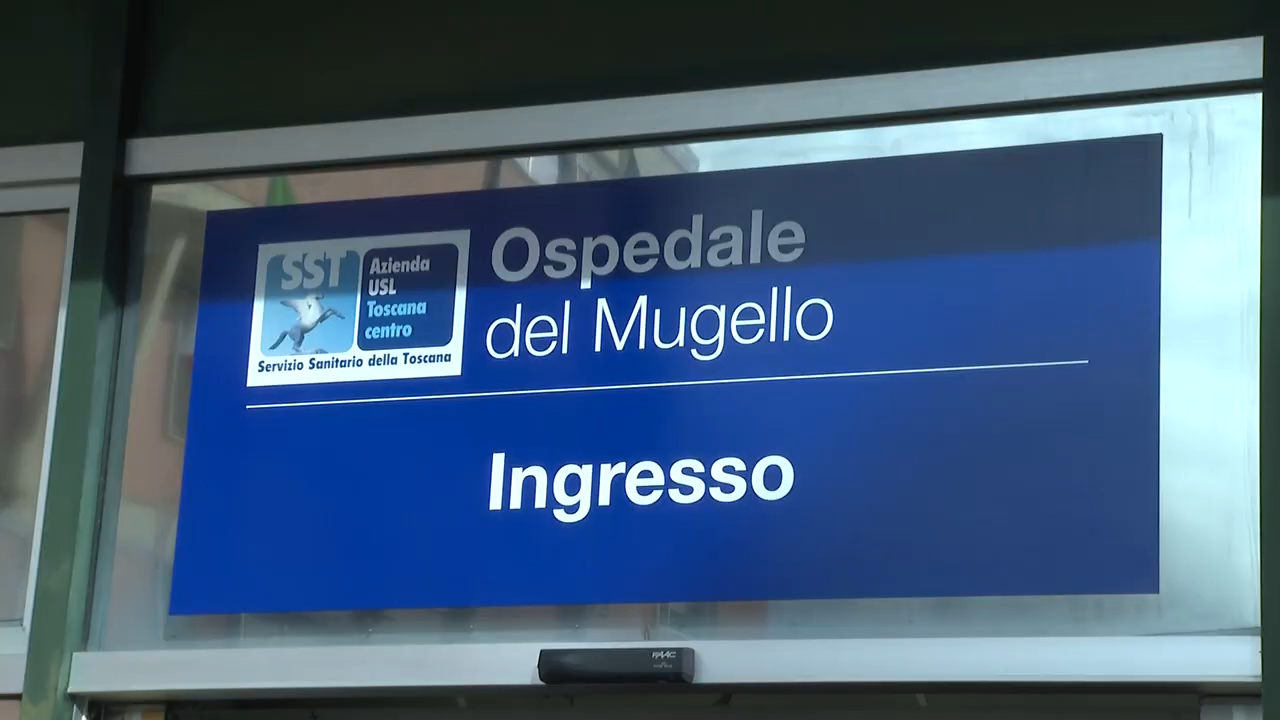 SST
Azienda
USL
Toscana
centro
Servizio Sanitario della Toscana
Ospedale
del Mugello
Ingresso
FAAC